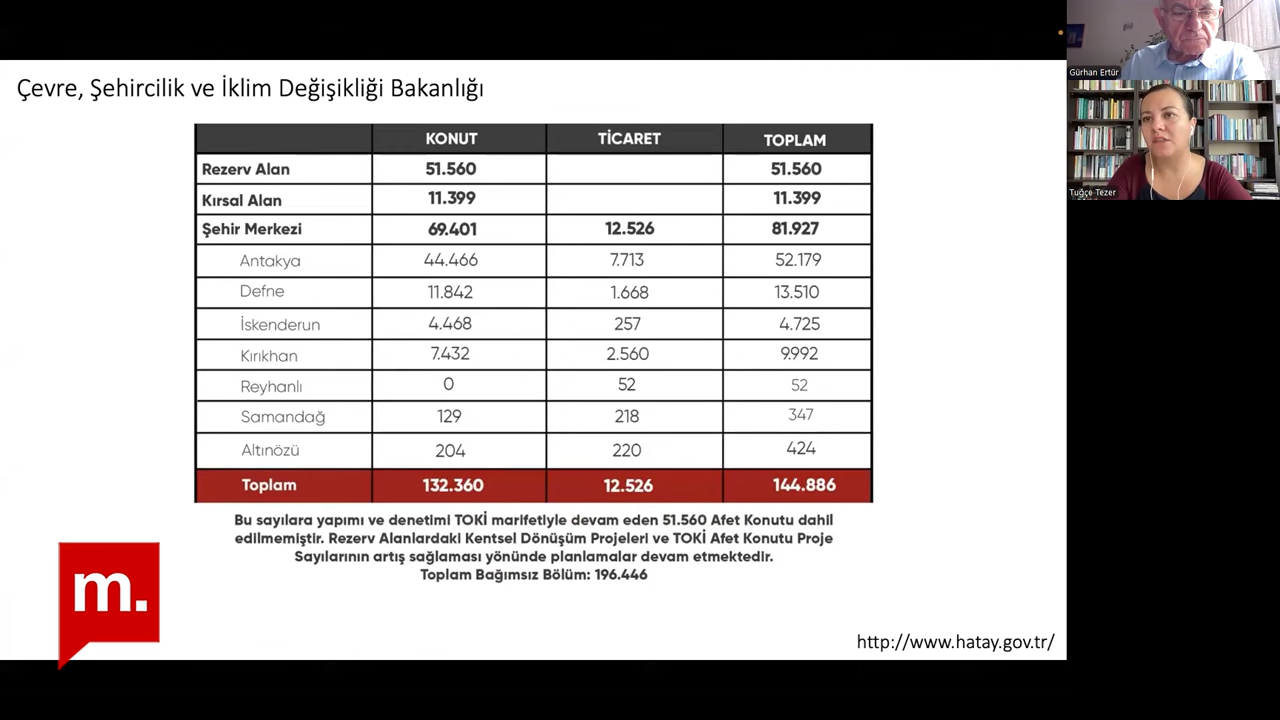 Çevre, Şehircilik ve İklim Değişikliği Bakanlığı
KONUT TİCARET TOPLAM
Rezerv Alan 51.560 51.560
Kırsal Alan 11.399 11.399
Şehir Merkezi 69.401 12.526 81.927
Antakya 44.466 7.713 52.179
Defne 11.842 1.668 13.510
İskenderun 4.468 257 4.725
Kırıkhan 7.432 2.560 9.992
Reyhanlı 0 52 52
Samandağ 129 218 347
Altınözü 204 220 424
Toplam 132.360 12.526 144.886
Bu sayılara yapımı ve denetimi TOKİ marifetiyle devam eden 51.560 Afet Konutu dahil
edilmemiştir. Rezerv Alanlardaki Kentsel Dönüşüm Projeleri ve TOKİ Afet Konutu Proje
Sayılarının artış sağlaması yönünde planlamalar devam etmektedir.
Toplam Bağımsız Bölüm: 196.446
m.
http://www.hatay.gov.tr/
Gürhan Ertür
Tuğçe Tezer